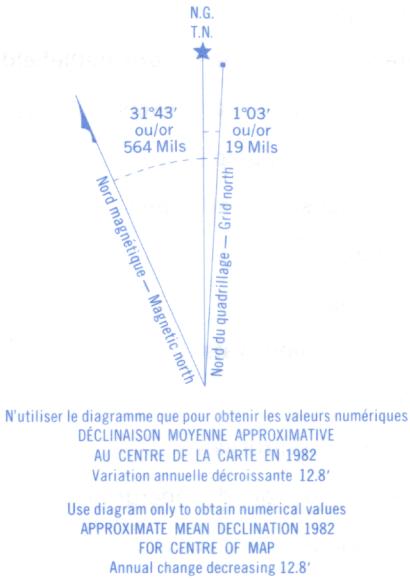 N.G.
T.N.
31°43′
ou/or
564 Mils
1°03′
ou/or
19 Mils
Nord magnétique — Magnetic north
Nord du quadrillage — Grid north
N'utiliser le diagramme que pour obtenir les valeurs numériques
DÉCLINAISON MOYENNE APPROXIMATIVE
AU CENTRE DE LA CARTE EN 1982
Variation annuelle décroissante 12.8′
Use diagram only to obtain numerical values
APPROXIMATE MEAN DECLINATION 1982
FOR CENTRE OF MAP
Annual change decreasing 12.8′